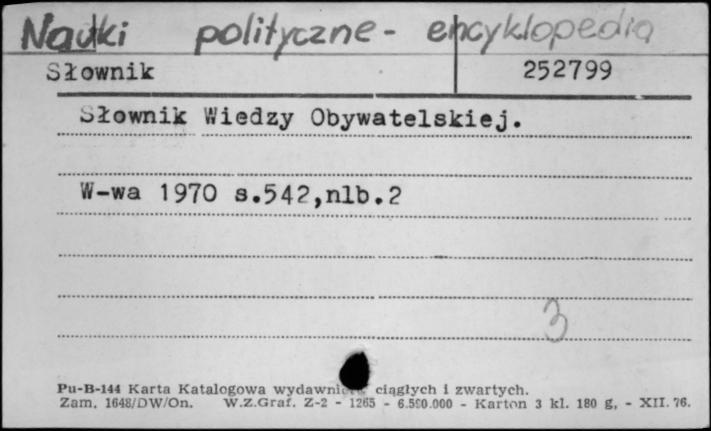 Nauki polityczne - encyklopedia
Słownik 252799
Słownik Wiedzy Obywatelskiej.
W-wa 1970 s.542,nlb.2
3
Pu-B-144 Karta Katalogowa wydawnictw ciągłych i zwartych.
Zam. 1648/DW/On. W.Z.Graf. Z-2 - 1265 - 6.500.000 - Karton 3 kl. 180 g, - XII. 76.